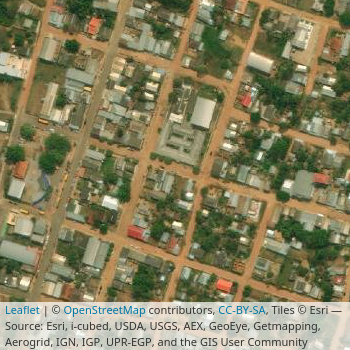 Leaflet | © OpenStreetMap contributors, CC-BY-SA, Tiles © Esri —
Source: Esri, i-cubed, USDA, USGS, AEX, GeoEye, Getmapping,
Aerogrid, IGN, IGP, UPR-EGP, and the GIS User Community